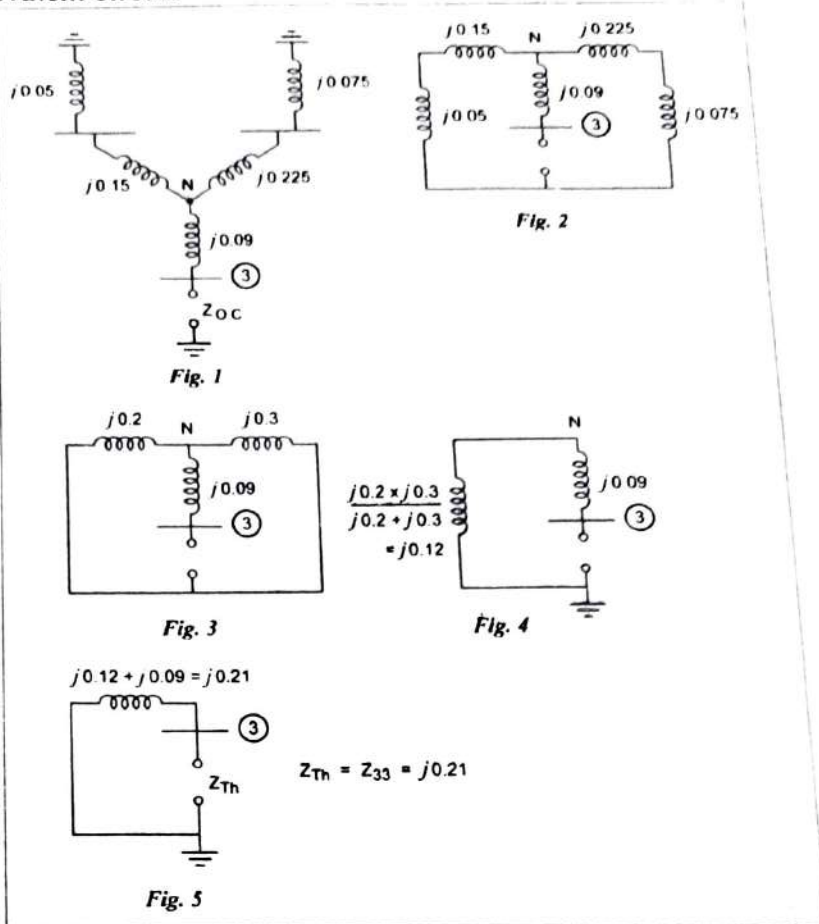 j0.05
j0.075
j0.15
N
j0.225
j0.09
3
ZOC
Fig. 1
j0.15
N
j0.225
j0.05
j0.09
3
j0.075
Fig. 2
j0.2
N
j0.3
j0.09
3
Fig. 3
N
j0.2 x j0.3
j0.2 + j0.3
= j0.12
j0.09
3
Fig. 4
j0.12 + j0.09 = j0.21
3
ZTh
ZTh = Z33 = j0.21
Fig. 5